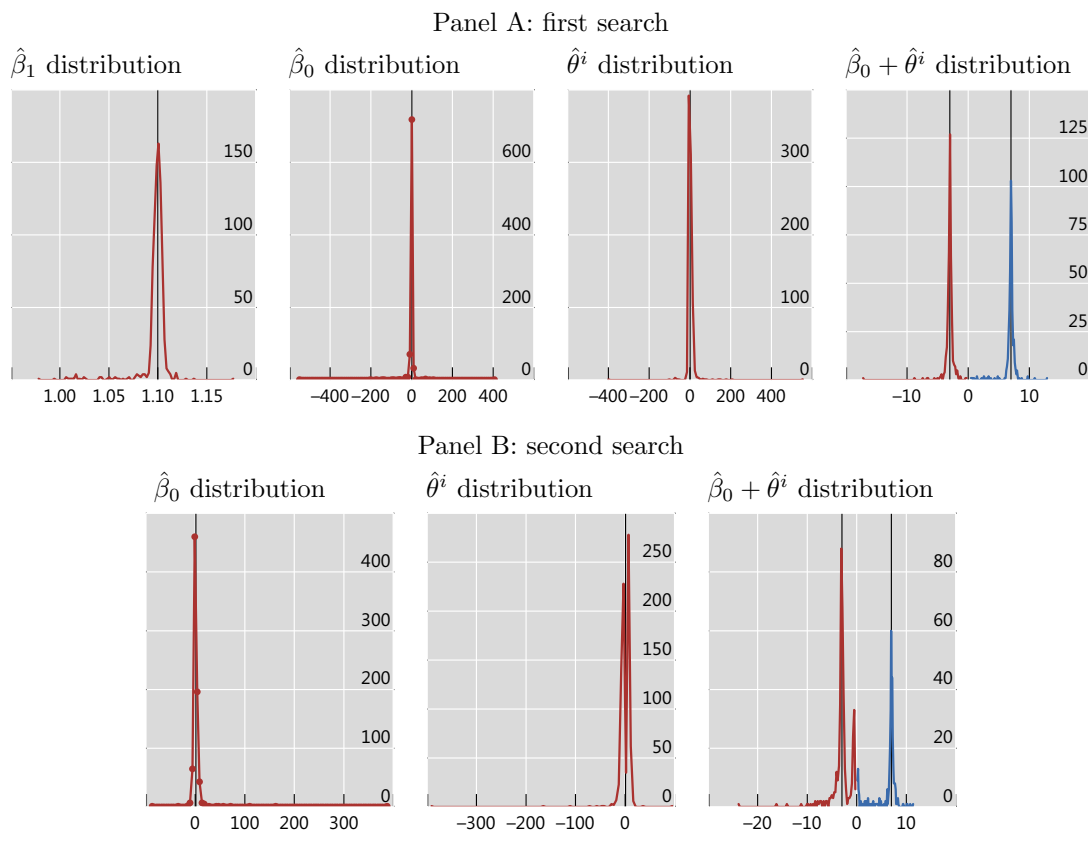 Panel A: first search
β̂₁ distribution
β̂₀ distribution
θ̂ⁱ distribution
β̂₀ + θ̂ⁱ distribution
150
100
50
0
1.00 1.05 1.10 1.15
600
400
200
0
−400 −200 0 200 400
300
200
100
0
−400 −200 0 200 400
125
100
75
50
25
0
−10 0 10
Panel B: second search
β̂₀ distribution
θ̂ⁱ distribution
β̂₀ + θ̂ⁱ distribution
400
300
200
100
0
0 100 200 300
250
200
150
100
50
0
−300 −200 −100 0
80
60
40
20
0
−20 −10 0 10